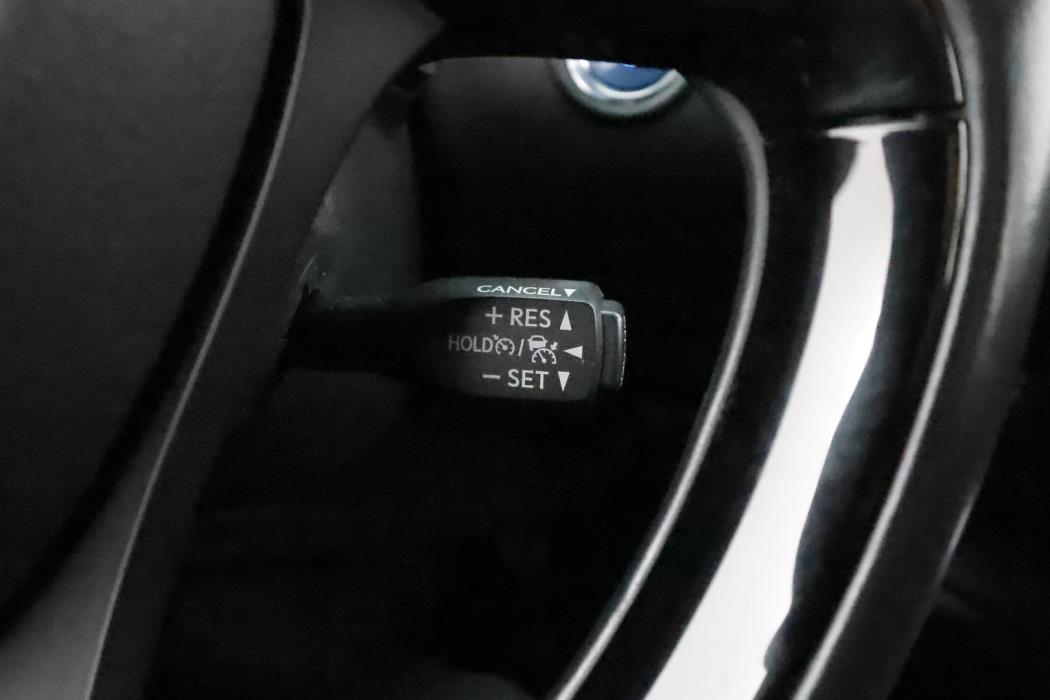 CANCEL▼
+ RES ▲
HOLD / ◀
− SET ▼